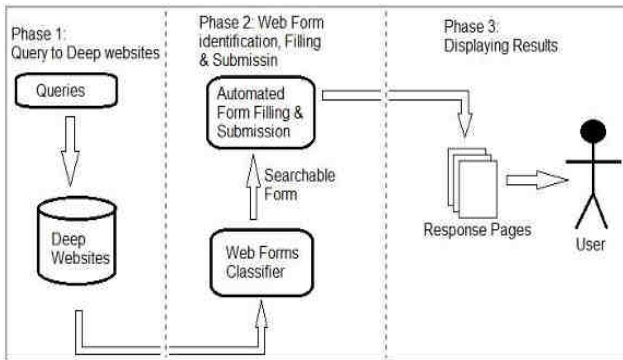 Phase 1:
Query to Deep websites
Queries
Deep
Websites
Phase 2: Web Form
identification, Filling
& Submissin
Automated
Form Filling &
Submission
Searchable
Form
Web Forms
Classifier
Phase 3:
Displaying Results
Response Pages
User